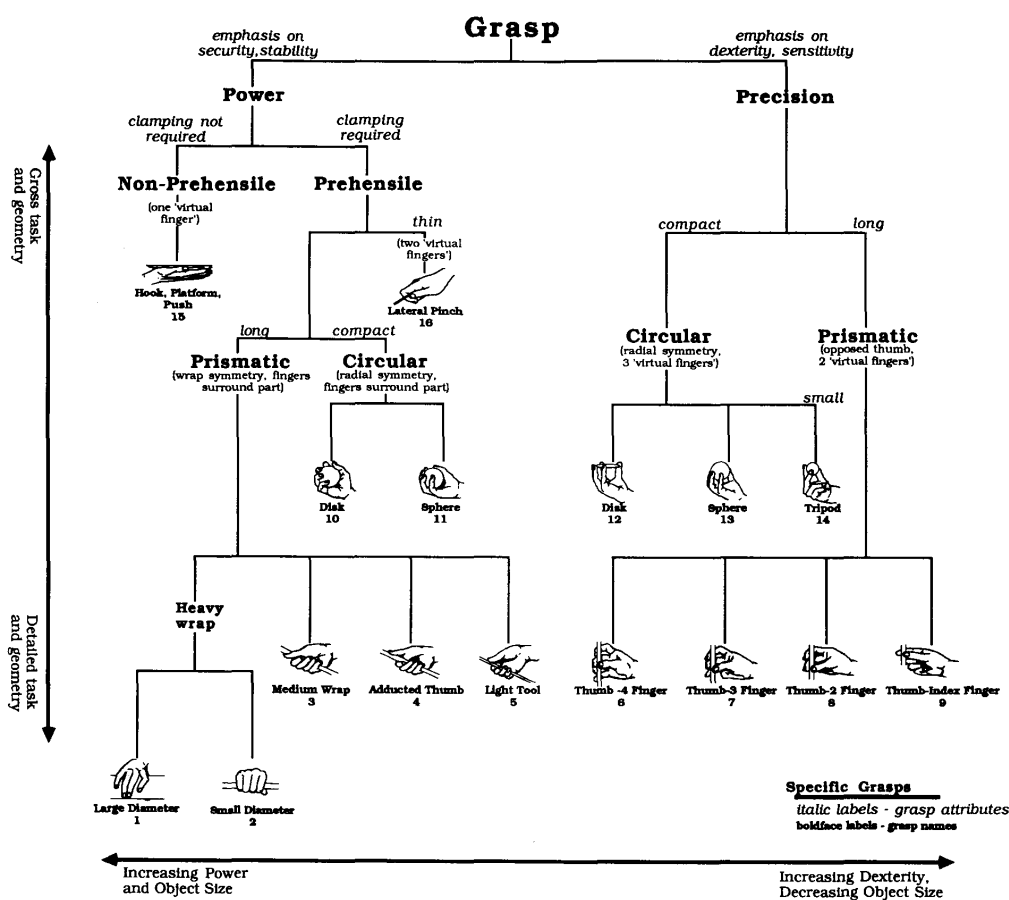 Grasp
emphasis on
security,stability
emphasis on
dexterity, sensitivity
Power
Precision
clamping not
required
clamping
required
Non-Prehensile
(one 'virtual
finger')
Prehensile
thin
(two 'virtual
fingers')
compact
long
Hook, Platform,
Push
15
Lateral Pinch
16
long
compact
Prismatic
(wrap symmetry, fingers
surround part)
Circular
(radial symmetry,
fingers surround part)
Circular
(radial symmetry,
3 'virtual fingers')
Prismatic
(opposed thumb,
2 'virtual fingers')
small
Disk
10
Sphere
11
Disk
12
Sphere
13
Tripod
14
Heavy
wrap
Medium Wrap
3
Adducted Thumb
4
Light Tool
5
Thumb -4 Finger
6
Thumb-3 Finger
7
Thumb-2 Finger
8
Thumb-Index Finger
9
Large Diameter
1
Small Diameter
2
Gross task
and geometry
Detailed task
and geometry
Specific Grasps
italic labels - grasp attributes
boldface labels - grasp names
Increasing Power
and Object Size
Increasing Dexterity,
Decreasing Object Size